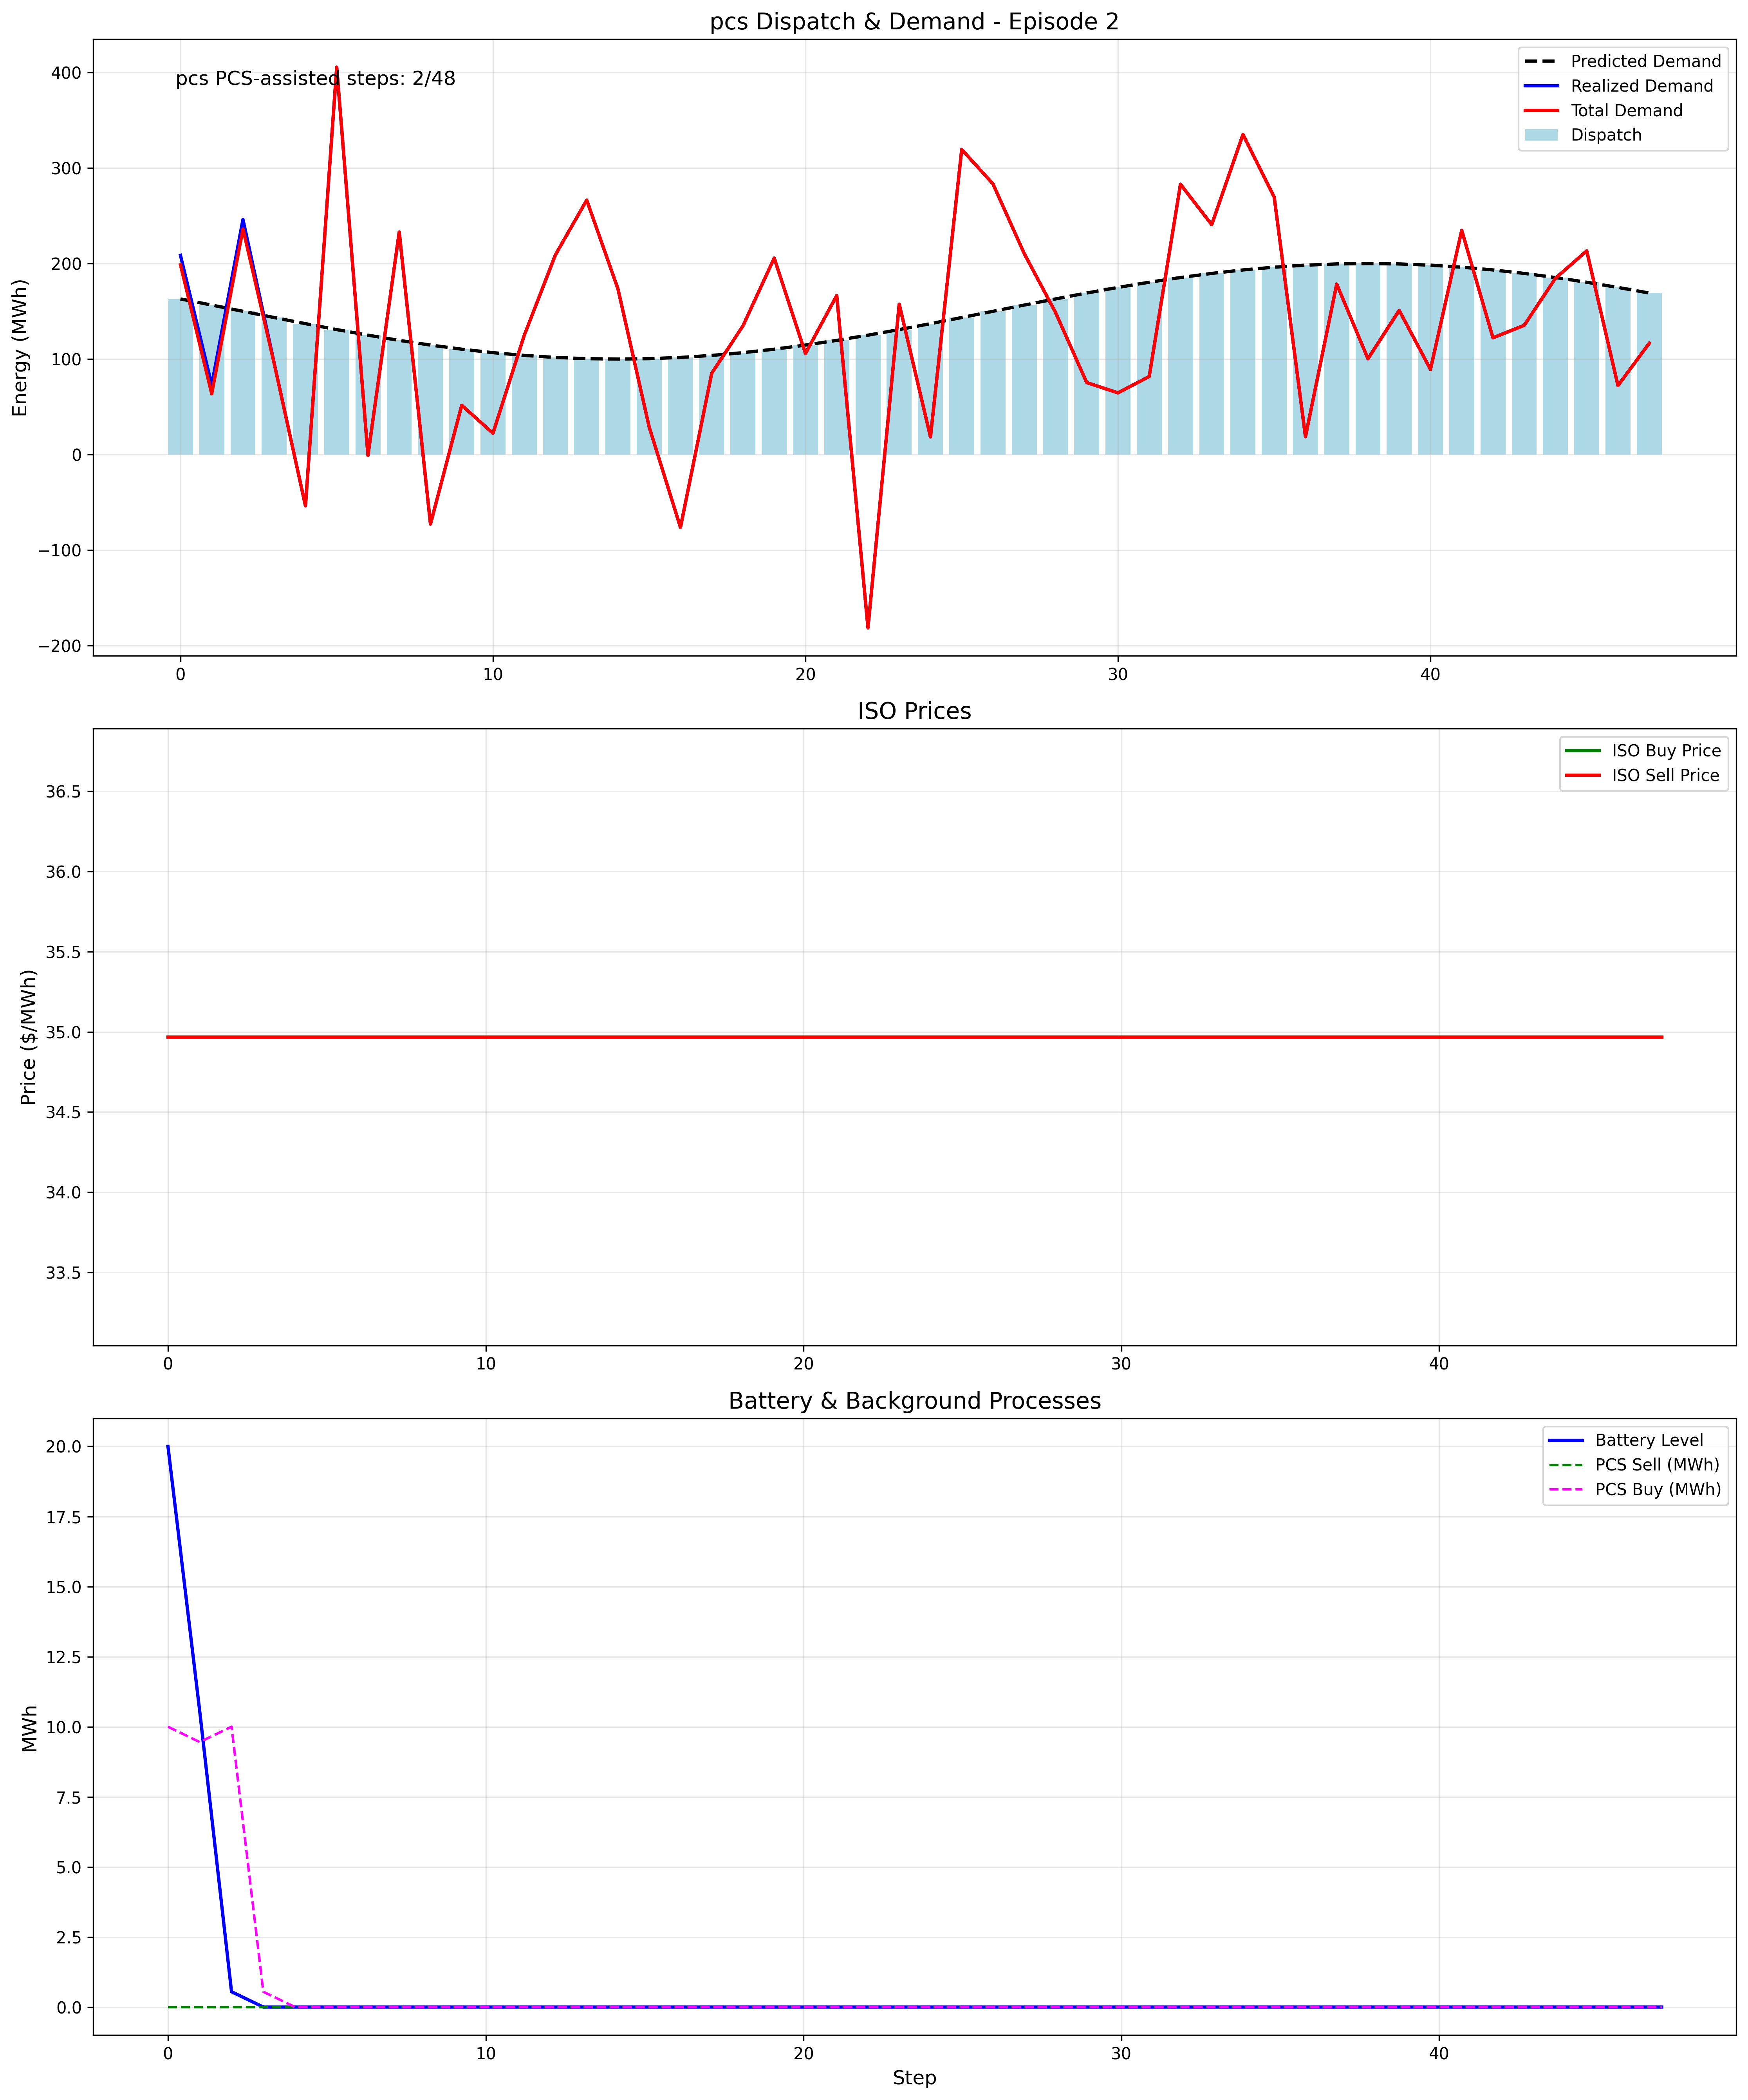 pcs Dispatch & Demand - Episode 2
pcs PCS-assisted steps: 2/48
Predicted Demand
Realized Demand
Total Demand
Dispatch
Energy (MWh)
400
300
200
100
0
−100
−200
0 10 20 30 40
ISO Prices
ISO Buy Price
ISO Sell Price
Price ($/MWh)
36.5
36.0
35.5
35.0
34.5
34.0
33.5
0 10 20 30 40
Battery & Background Processes
Battery Level
PCS Sell (MWh)
PCS Buy (MWh)
MWh
20.0
17.5
15.0
12.5
10.0
7.5
5.0
2.5
0.0
0 10 20 30 40
Step